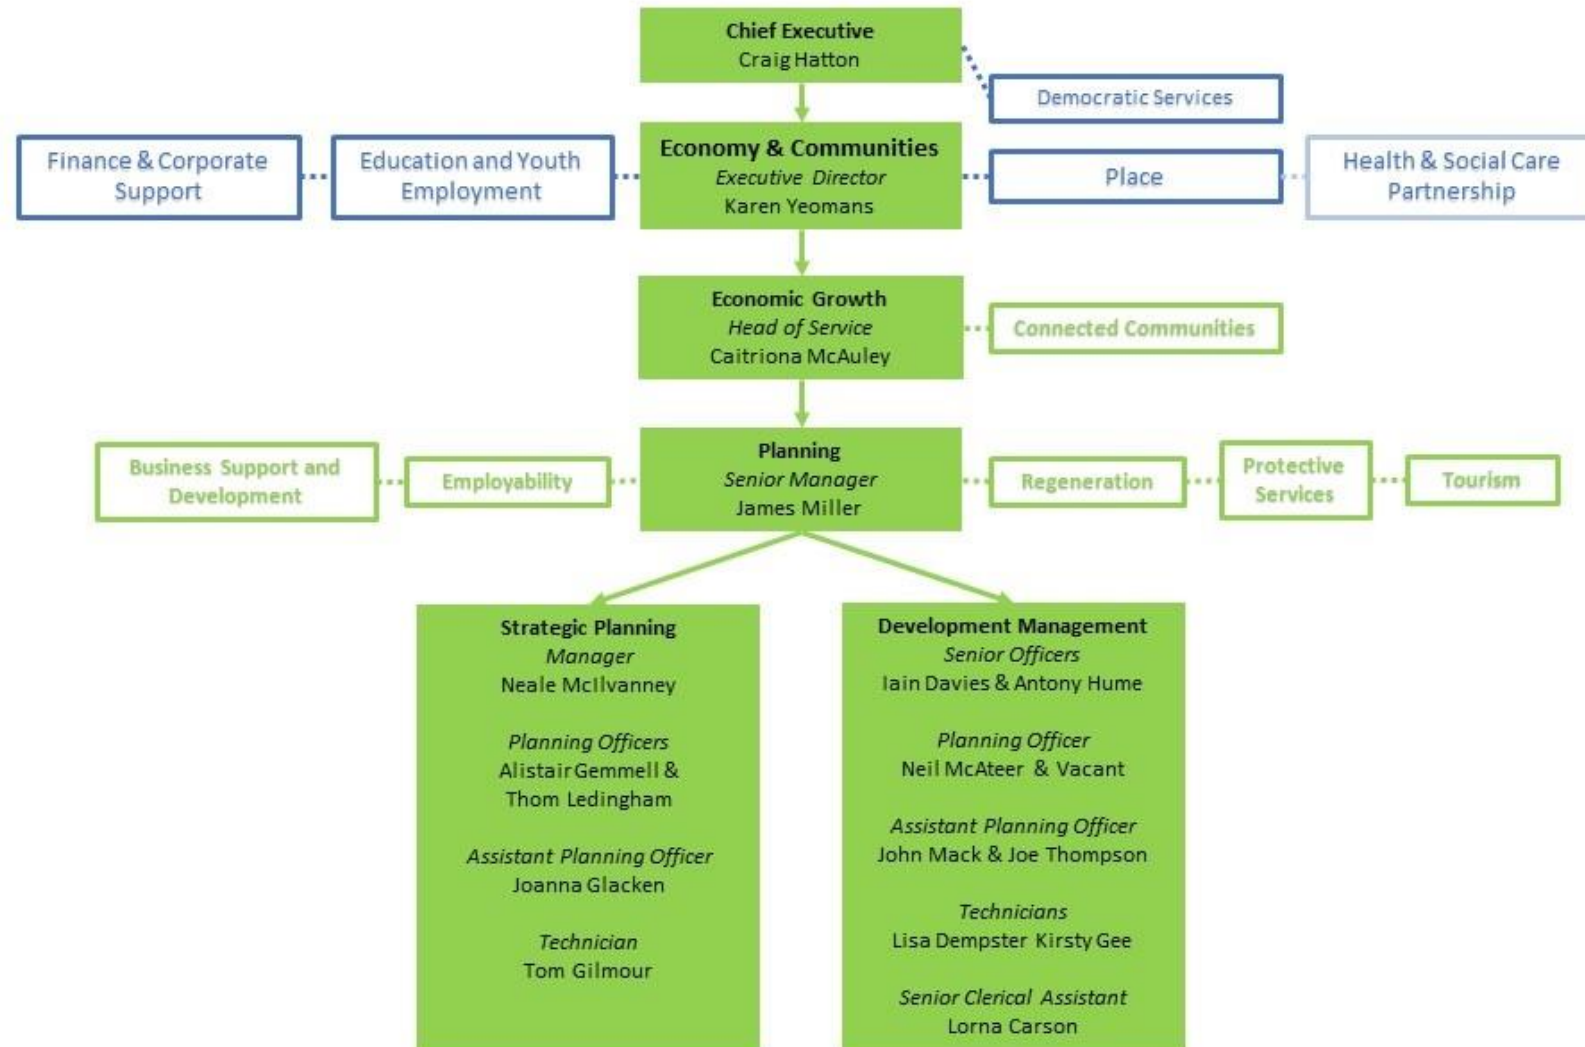 Chief Executive
Craig Hatton
Democratic Services
Finance & Corporate
Support
Education and Youth
Employment
Economy & Communities
Executive Director
Karen Yeomans
Place
Health & Social Care
Partnership
Economic Growth
Head of Service
Caitriona McAuley
Connected Communities
Business Support and
Development
Employability
Planning
Senior Manager
James Miller
Regeneration
Protective
Services
Tourism
Strategic Planning
Manager
Neale McIlvanney
Planning Officers
Alistair Gemmell &
Thom Ledingham
Assistant Planning Officer
Joanna Glacken
Technician
Tom Gilmour
Development Management
Senior Officers
Iain Davies & Antony Hume
Planning Officer
Neil McAteer & Vacant
Assistant Planning Officer
John Mack & Joe Thompson
Technicians
Lisa Dempster Kirsty Gee
Senior Clerical Assistant
Lorna Carson